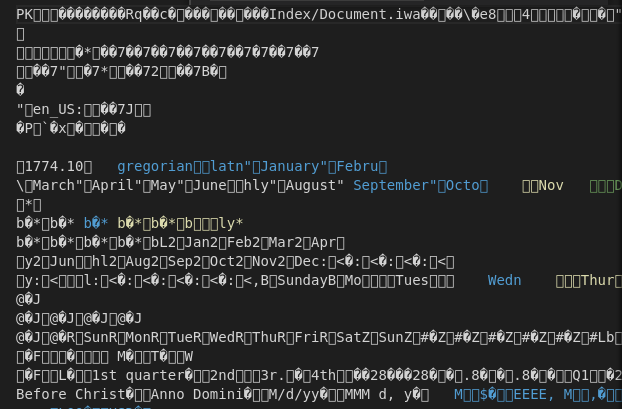 PK▯▯▯���������Rq��c�▯����▯��▯���Index/Document.iwa��▯��\�e8▯▯▯4▯▯▯▯▯�▯▯�▯"
▯
▯▯▯▯▯▯▯�*▯��7��7��7��7��7��7��7��7
▯▯��7"▯�7*▯▯��72▯��7B�▯
�
"▯en_US:▯▯��7J▯▯
�P▯`�x▯�▯�▯�
▯1774.10▯ gregorian▯▯latn"▯January"▯Febru▯
\▯March"▯April"▯May"▯June▯▯hly"▯August" September"▯Octo▯ ▯▯Nov ▯▯▯D
▯*▯
b�*▯b�* b�* b�*▯b�*▯b▯▯▯ly*
b�*▯b�*▯b�*▯b�*▯bL2▯Jan2▯Feb2▯Mar2▯Apr▯
▯y2▯Jun▯▯hl2▯Aug2▯Sep2▯Oct2▯Nov2▯Dec:▯<�:▯<�:▯<�:▯<▯
▯y:▯<▯▯▯l:▯<�:▯<�:▯<�:▯<�:▯<,B▯SundayB▯Mo▯▯▯▯Tues▯▯▯ Wedn ▯▯▯Thur▯
@�J
@�J▯@�J▯@�J▯@�J
@�J▯@�R▯SunR▯MonR▯TueR▯WedR▯ThuR▯FriR▯SatZ▯SunZ▯#�Z▯#�Z▯#�Z▯#�Z▯#�Z▯#Lb▯
▯�F▯▯▯�▯▯▯▯ M�▯▯T�▯▯W
▯�F▯▯L�▯▯1st quarter�▯▯2nd▯▯▯3r.▯�▯4th▯▯▯��28���28▯�▯�▯.8▯�▯.8▯�▯▯Q1▯▯�2
Before Christ�▯▯Anno Domini�▯▯M/d/yy�▯▯MMM d, y�▯ M▯▯$�▯▯EEEE, M▯▯,�▯